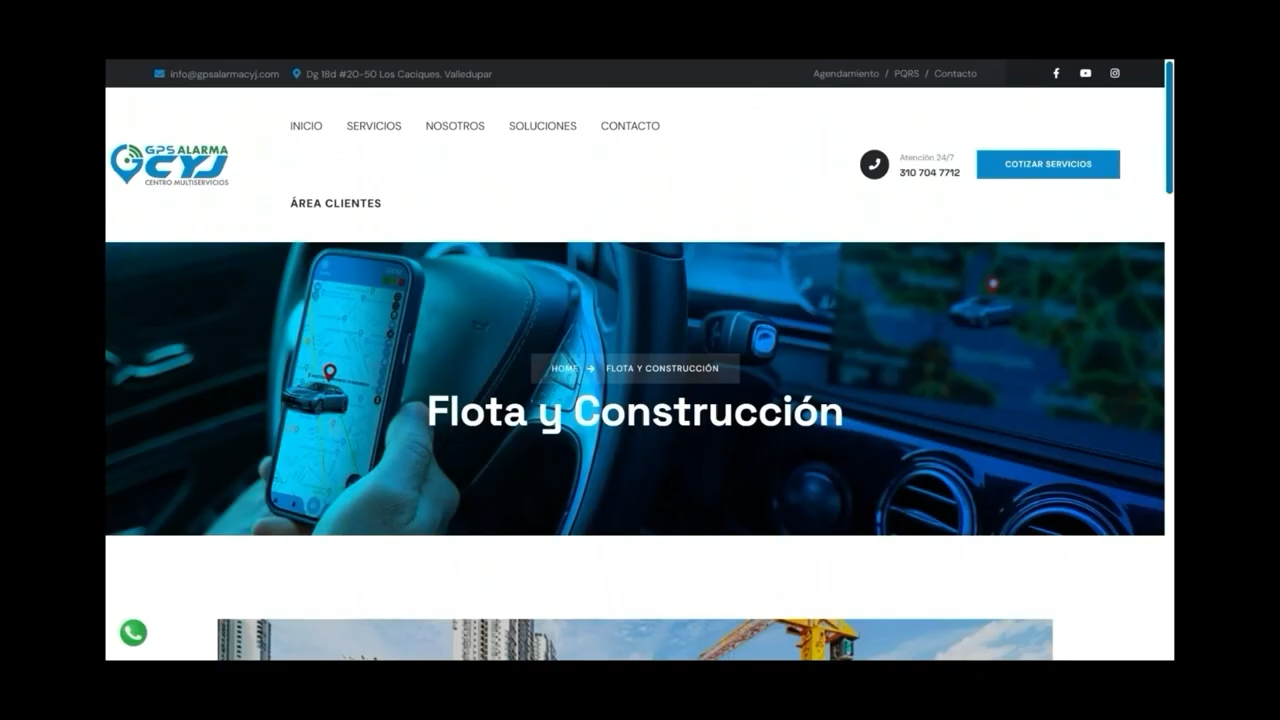 info@gpsalarmacyj.com Dg 18d #20-50 Los Caciques. Valledupar Agendamiento / PQRS / Contacto
INICIO SERVICIOS NOSOTROS SOLUCIONES CONTACTO
GPS ALARMA
CYJ
CENTRO MULTISERVICIOS
Atención 24/7
310 704 7712
COTIZAR SERVICIOS
ÁREA CLIENTES
HOME FLOTA Y CONSTRUCCIÓN
Flota y Construcción